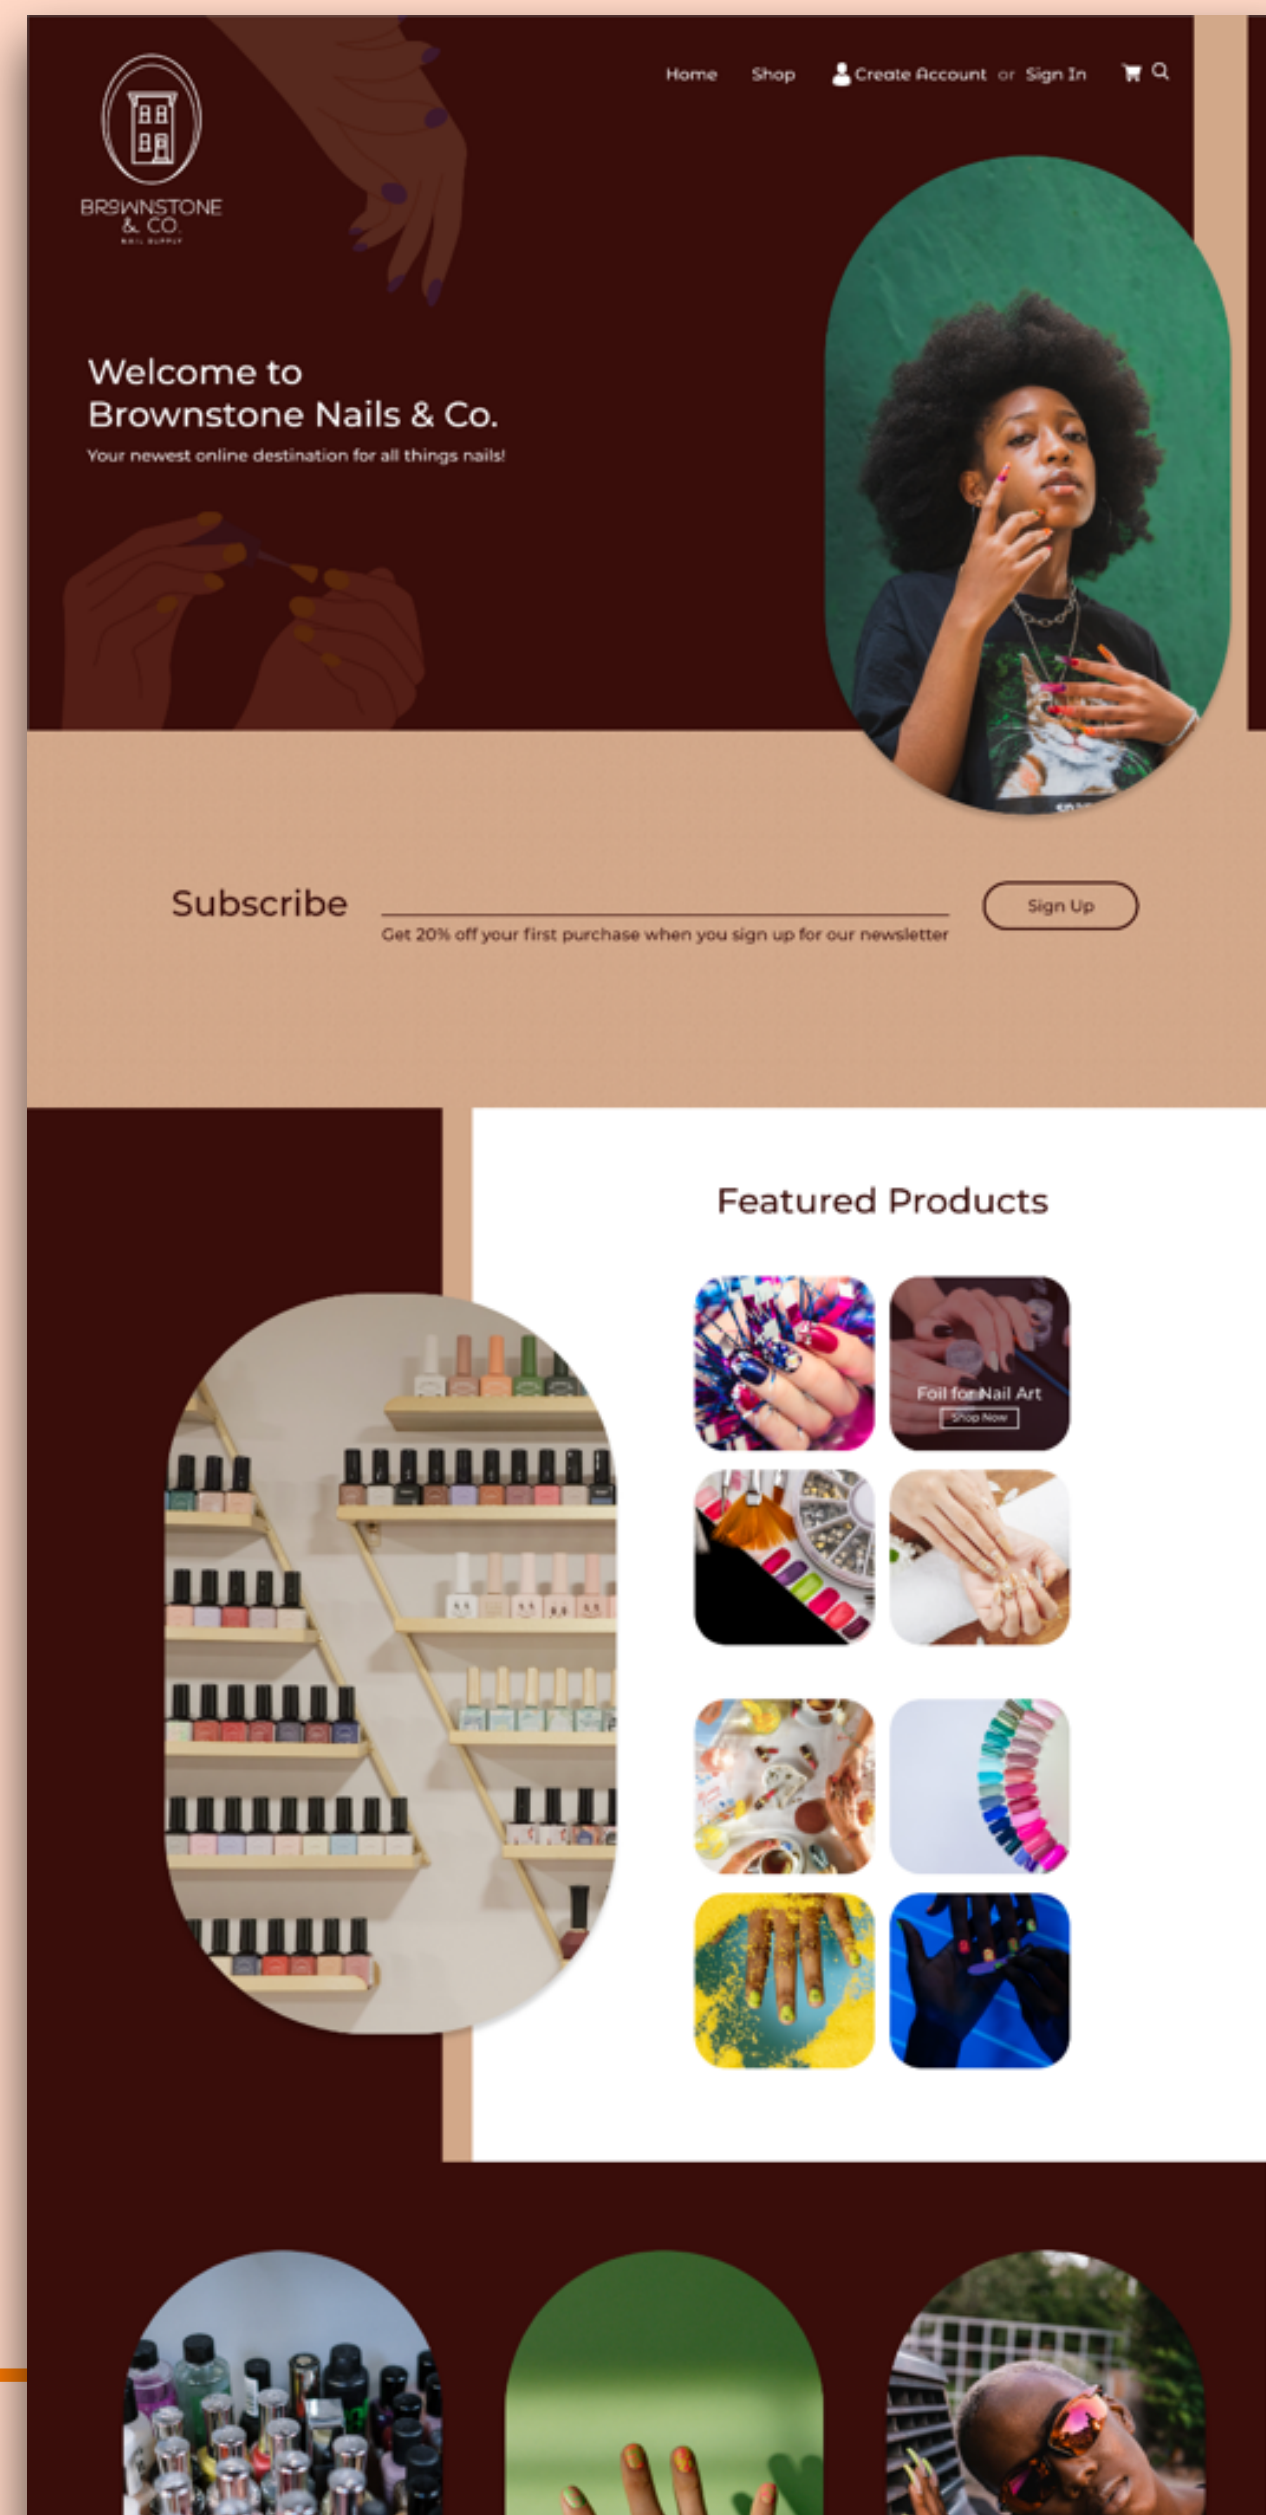 Home Shop Create Account or Sign In
BROWNSTONE
& CO.
NAIL SUPPLY
Welcome to
Brownstone Nails & Co.
Your newest online destination for all things nails!
Subscribe
Sign Up
Get 20% off your first purchase when you sign up for our newsletter
Featured Products
Foil for Nail Art
Shop Now